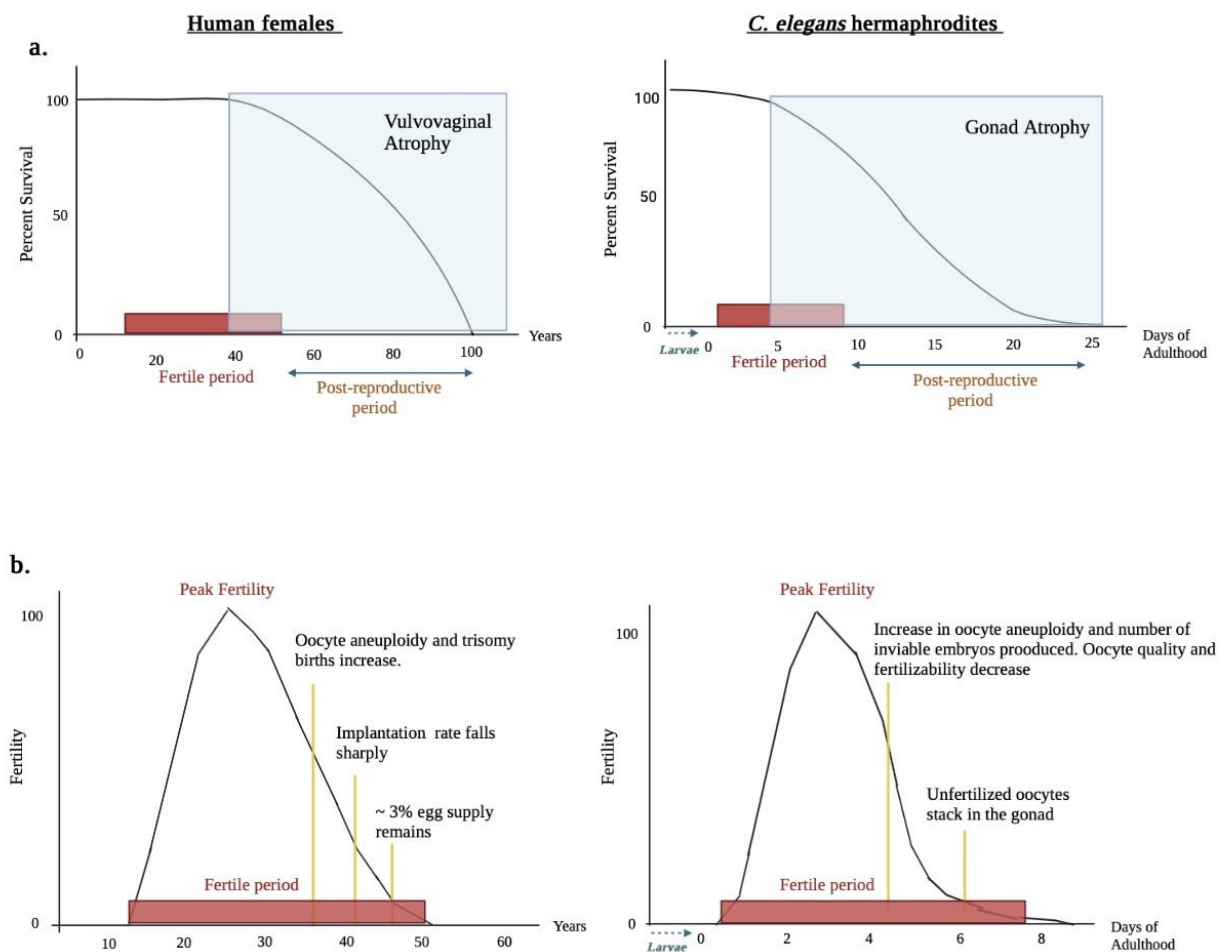 Human females
C. elegans hermaphrodites
a.
100
50
0
Percent Survival
Vulvovaginal
Atrophy
0
20
40
60
80
100
Years
Fertile period
Post-reproductive
period
100
50
0
Percent Survival
Gonad Atrophy
Larvae
0
5
10
15
20
25
Days of
Adulthood
Fertile period
Post-reproductive
period
b.
Peak Fertility
100
0
Fertility
Oocyte aneuploidy and trisomy
births increase.
Implantation rate falls
sharply
~ 3% egg supply
remains
Fertile period
10
20
30
40
50
60
Years
Peak Fertility
100
0
Fertility
Increase in oocyte aneuploidy and number of
inviable embryos prooduced. Oocyte quality and
fertilizability decrease
Unfertilized oocytes
stack in the gonad
Fertile period
Larvae
0
2
4
6
8
Days of
Adulthood